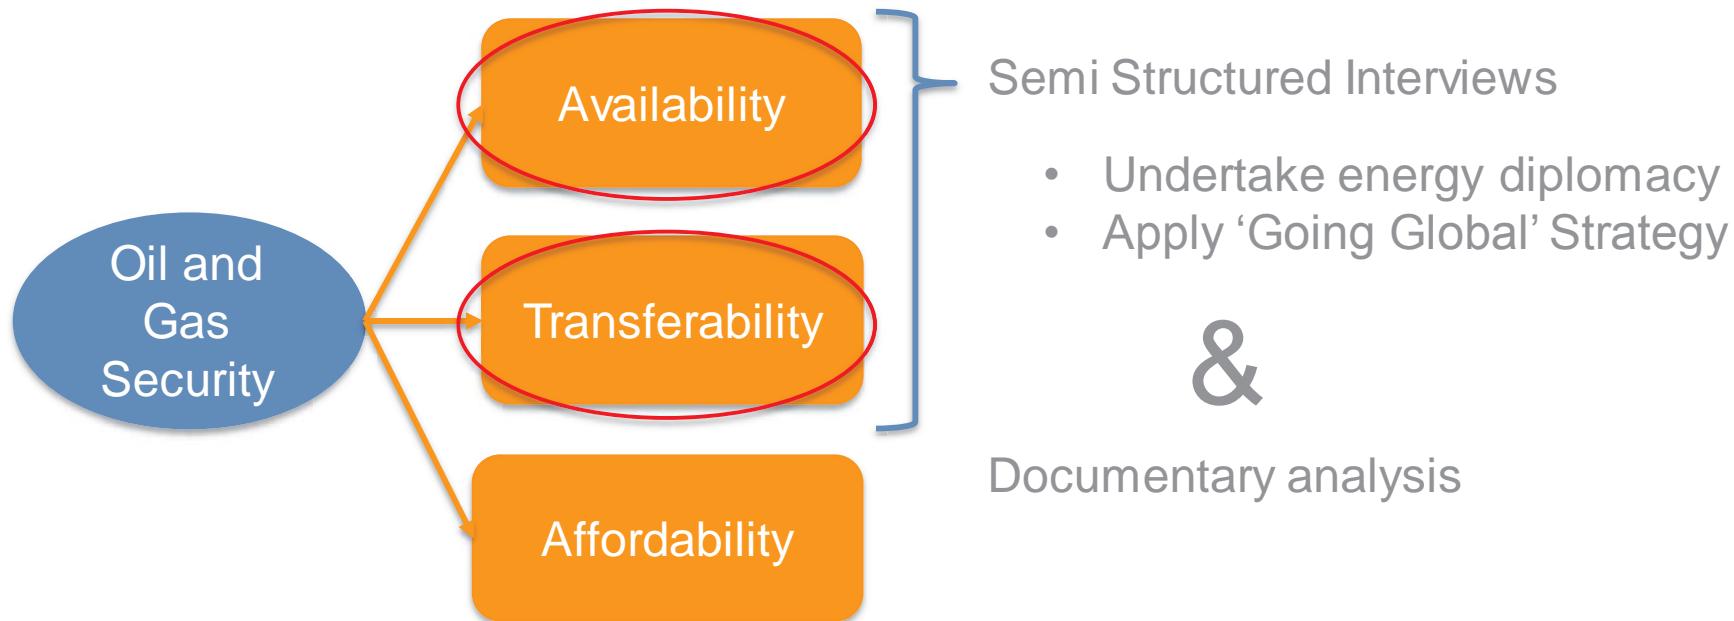 Oil and
Gas
Security
Availability
Transferability
Affordability
Semi Structured Interviews
• Undertake energy diplomacy
• Apply ‘Going Global’ Strategy
&
Documentary analysis